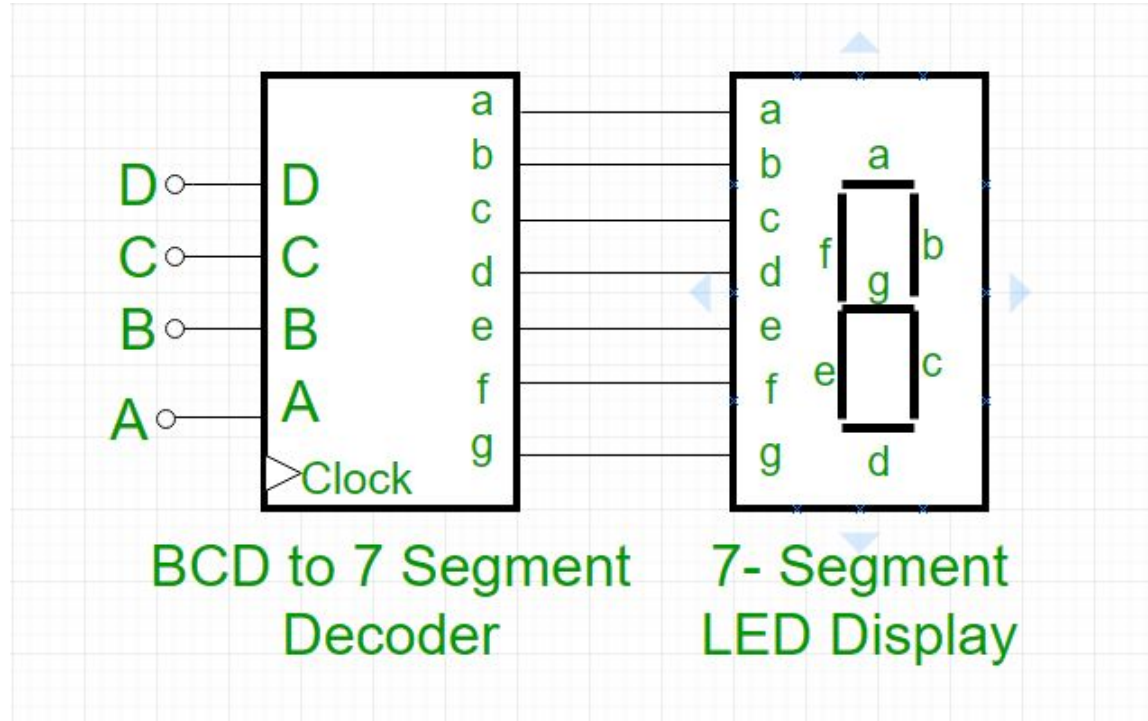 a
a
b
a
b
D
D
c
c
f
b
C
C
d
d
g
B
B
e
e
e
c
A
A
f
f
g
g
d
Clock
BCD to 7 Segment
Decoder
7- Segment
LED Display